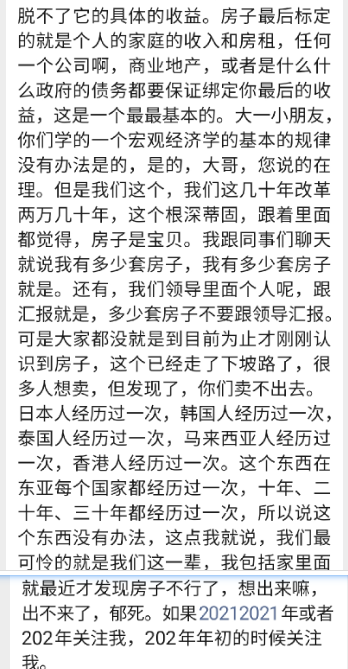 脱不了它的具体的收益。房子最后标定
的就是个人的家庭的收入和房租，任何
一个公司啊，商业地产，或者是什么什
么政府的债务都要保证绑定你最后的收
益，这是一个最最基本的。大一小朋友，
你们学的一个宏观经济学的基本的规律
没有办法是的，是的，大哥，您说的在
理。但是我们这个，我们这几十年改革
两万几十年，这个根深蒂固，跟着里面
都觉得，房子是宝贝。我跟同事们聊天
就说我有多少套房子，我有多少套房子
就是。还有，我们领导里面个人呢，跟
汇报就是，多少套房子不要跟领导汇报。
可是大家都没就是到目前为止才刚刚认
识到房子，这个已经走了下坡路了，很
多人想卖，但发现了，你们卖不出去。
日本人经历过一次，韩国人经历过一次，
泰国人经历过一次，马来西亚人经历过
一次，香港人经历过一次。这个东西在
东亚每个国家都经历过一次，十年、二
十年、三十年都经历过一次，所以说这
个东西没有办法，这点我就说，我们最
可怜的就是我们这一辈，我包括家里面
就最近才发现房子不行了，想出来嘛，
出不来了，郁死。如果20212021年或者
202年关注我，202年年初的时候关注
我。